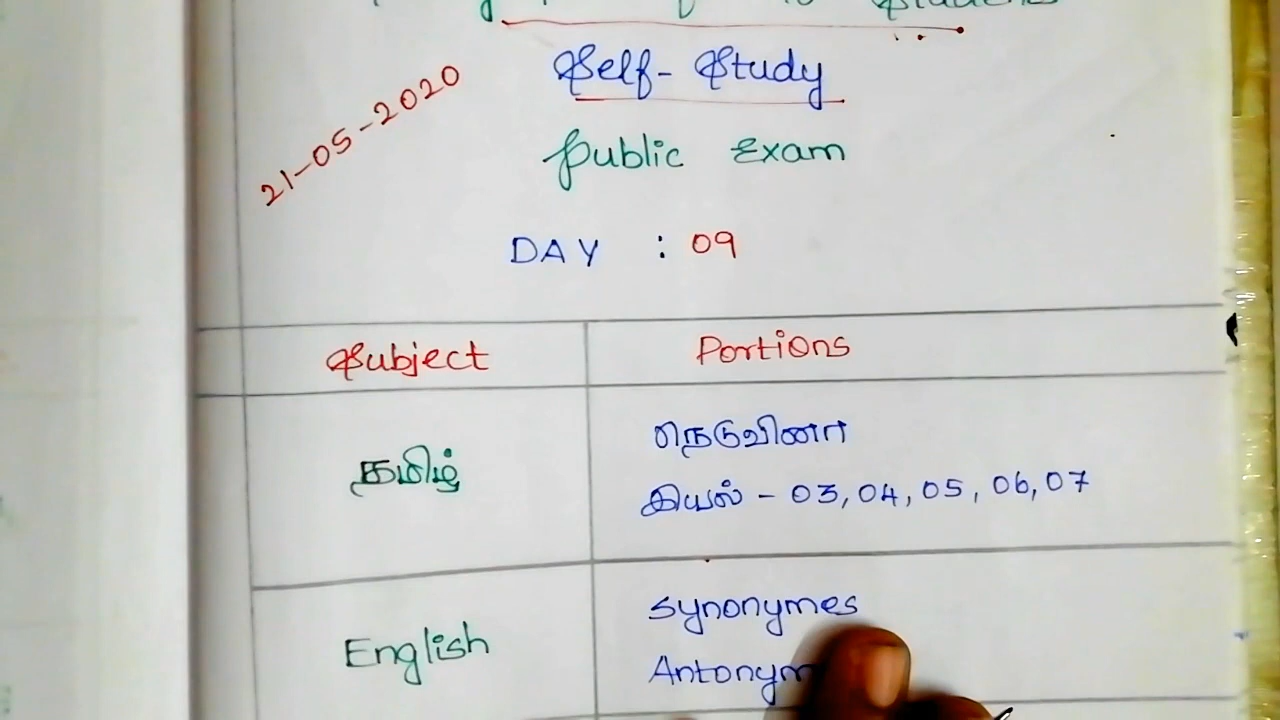 Self-Study
21-05-2020
Public Exam
DAY : 09
Subject Portions
தமிழ் நெடுவினா
இயல் - 03, 04, 05, 06, 07
English Synonymes